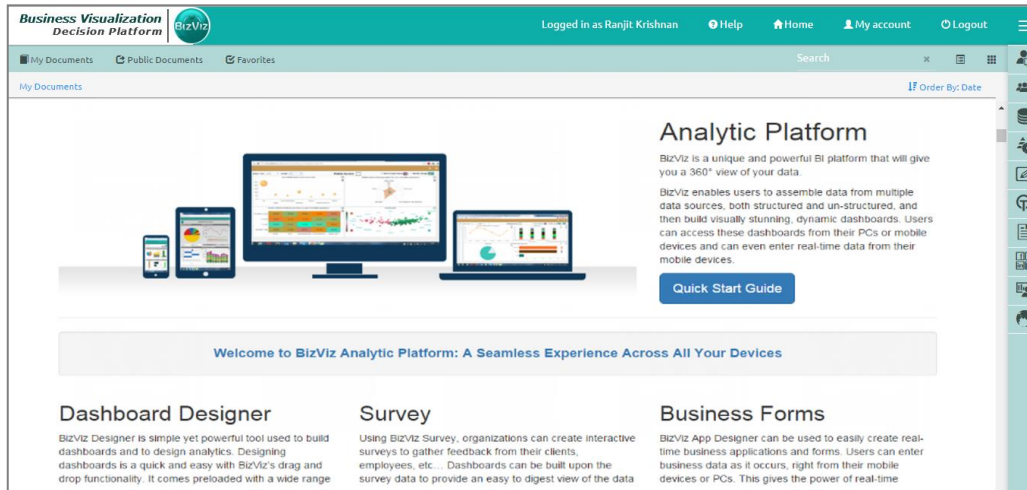 Business Visualization
Decision Platform
BizViz
Logged in as Ranjit Krishnan
Help
Home
My account
Logout
My Documents
Public Documents
Favorites
Search
My Documents
Order By: Date
Analytic Platform
BizViz is a unique and powerful BI platform that will give
you a 360° view of your data.
BizViz enables users to assemble data from multiple
data sources, both structured and un-structured, and
then build visually stunning, dynamic dashboards. Users
can access these dashboards from their PCs or mobile
devices and can even enter real-time data from their
mobile devices.
Quick Start Guide
Welcome to BizViz Analytic Platform: A Seamless Experience Across All Your Devices
Dashboard Designer
BizViz Designer is simple yet powerful tool used to build
dashboards and to design analytics. Designing
dashboards is a quick and easy with BizViz's drag and
drop functionality. It comes preloaded with a wide range
Survey
Using BizViz Survey, organizations can create interactive
surveys to gather feedback from their clients,
employees, etc... Dashboards can be built upon the
survey data to provide an easy to digest view of the data
Business Forms
BizViz App Designer can be used to easily create real-
time business applications and forms. Users can enter
business data as it occurs, right from their mobile
devices or PCs. This gives the power of real-time